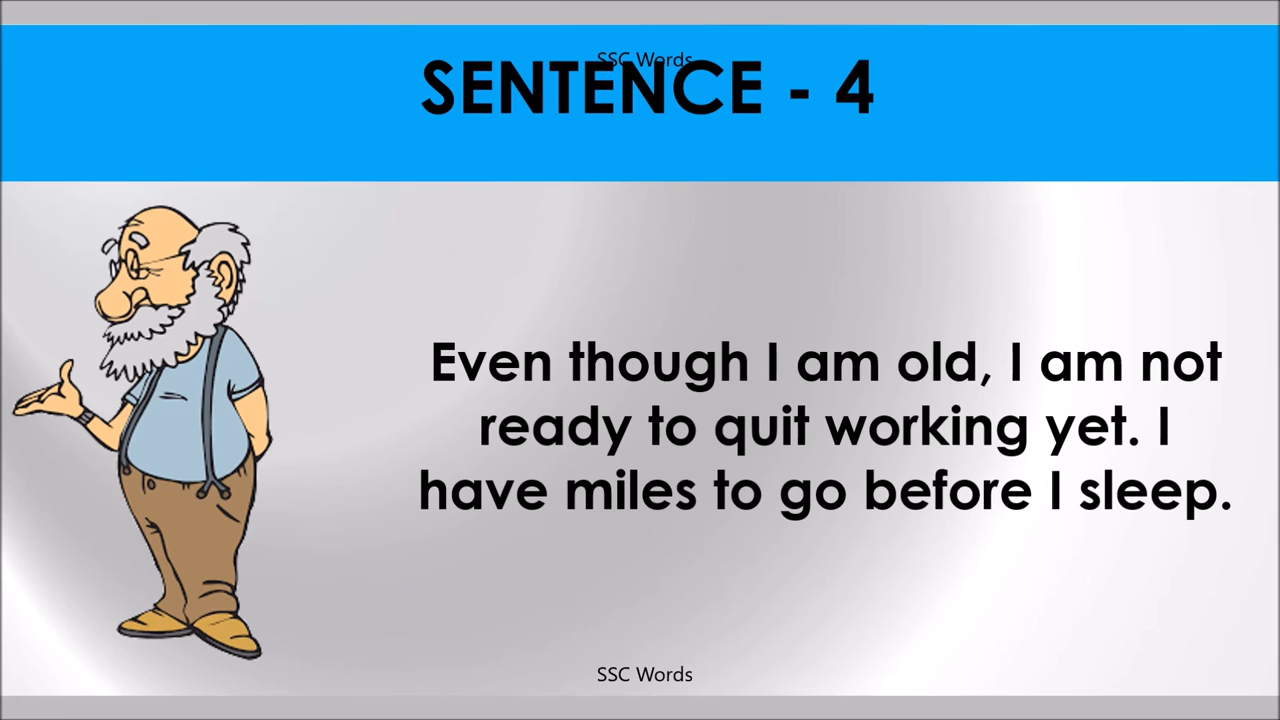 SSC Words
SENTENCE - 4
Even though I am old, I am not
ready to quit working yet. I
have miles to go before I sleep.
SSC Words